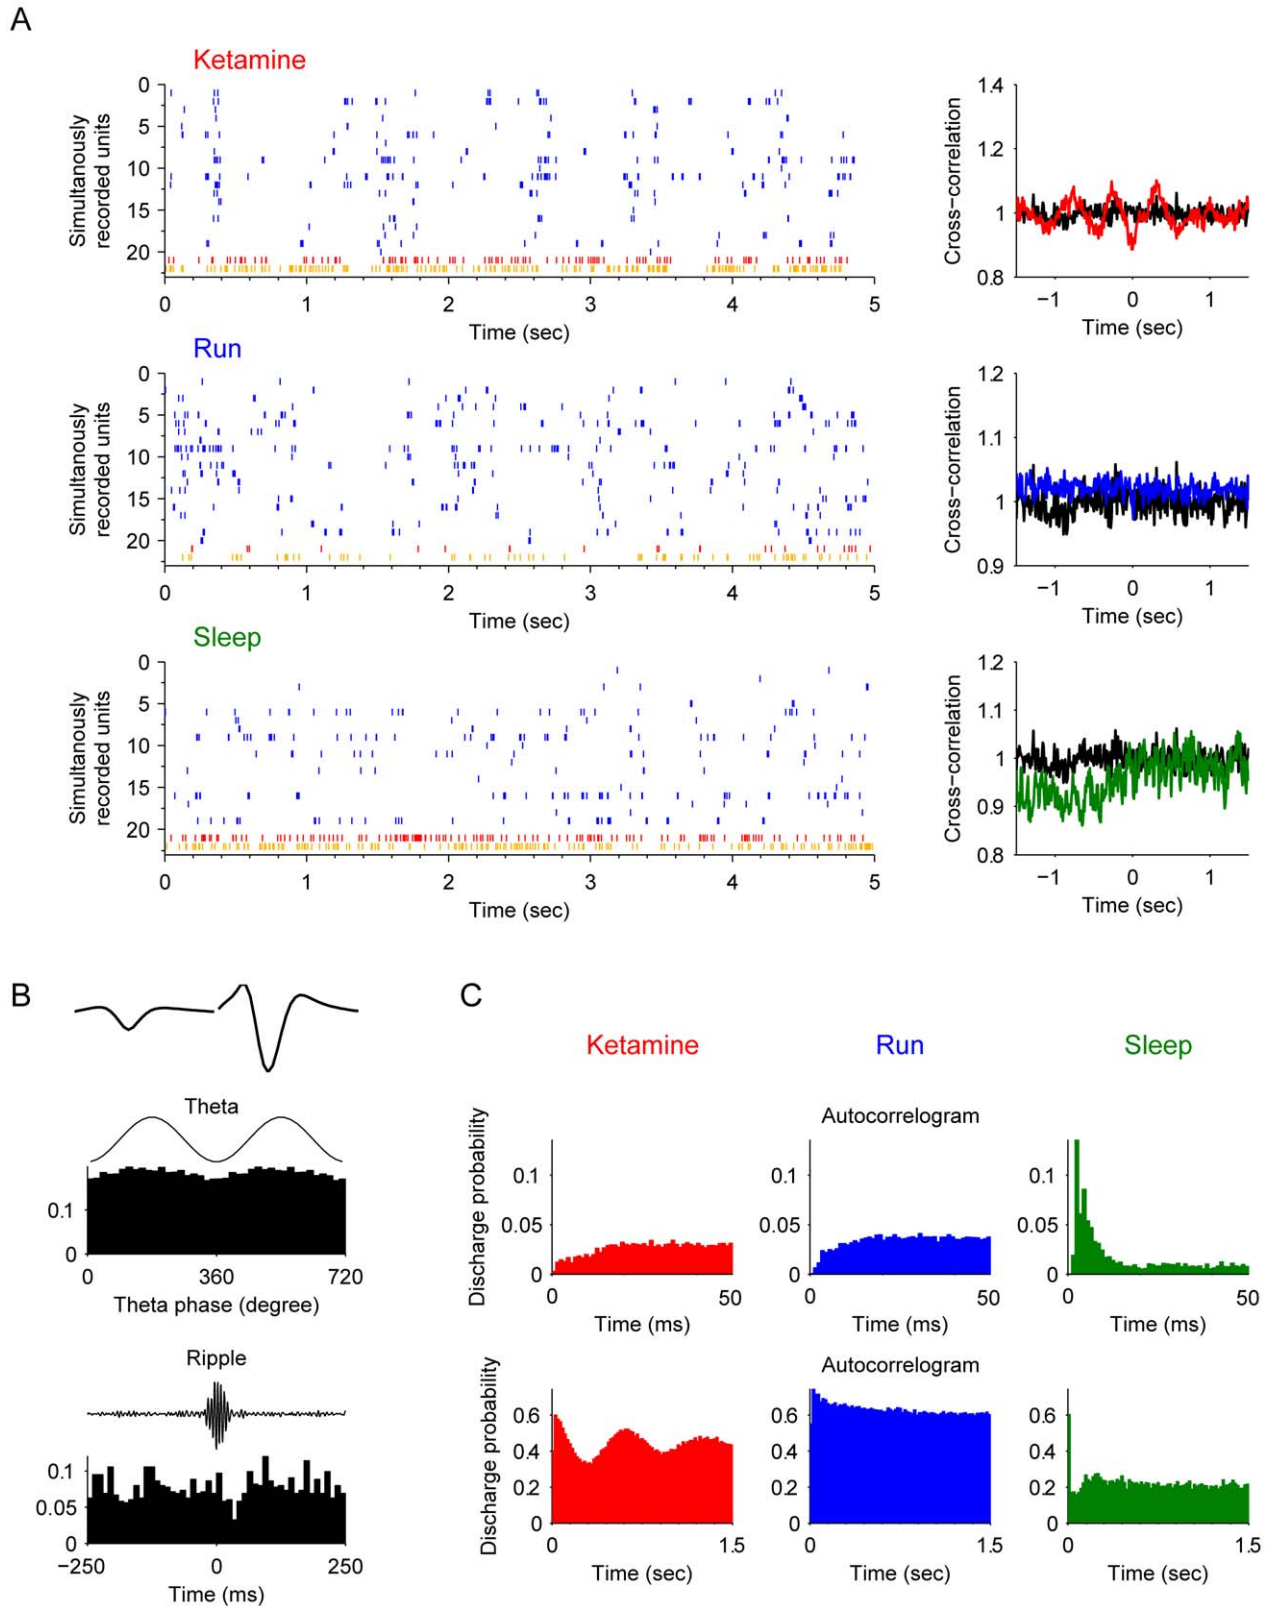 A
Ketamine
Simultanously
recorded units
0
5
10
15
20
0 1 2 3 4 5
Time (sec)
Cross-correlation
1.4
1.2
1
0.8
−1 0 1
Time (sec)
Run
Simultanously
recorded units
0
5
10
15
20
0 1 2 3 4 5
Time (sec)
Cross-correlation
1.2
1.1
1
0.9
−1 0 1
Time (sec)
Sleep
Simultanously
recorded units
0
5
10
15
20
0 1 2 3 4 5
Time (sec)
Cross-correlation
1.2
1.1
1
0.9
0.8
−1 0 1
Time (sec)
B
Theta
0.1
0
0 360 720
Theta phase (degree)
Ripple
0.1
0.05
0
−250 0 250
Time (ms)
C
Ketamine Run Sleep
Autocorrelogram
Discharge probability
0.1
0.05
0
0 50
Time (ms)
0.1
0.05
0
0 50
Time (ms)
0.1
0.05
0
0 50
Time (ms)
Autocorrelogram
Discharge probability
0.6
0.4
0.2
0
0 1.5
Time (sec)
0.6
0.4
0.2
0
0 1.5
Time (sec)
0.6
0.4
0.2
0
0 1.5
Time (sec)